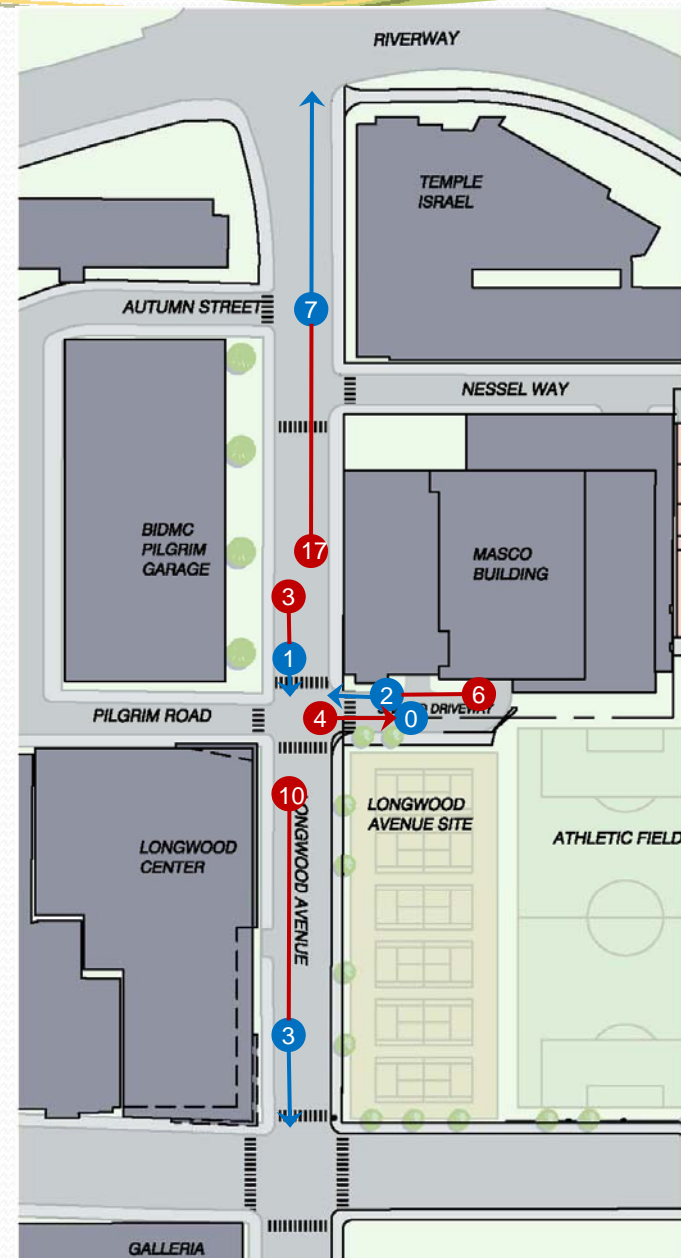 RIVERWAY
TEMPLE
ISRAEL
AUTUMN STREET
7
NESSEL WAY
BIDMC
PILGRIM
GARAGE
17
MASCO
BUILDING
3
1
2
6
PILGRIM ROAD
4
0
DRIVEWAY
10
LONGWOOD
AVENUE SITE
LONGWOOD
CENTER
ONGWOOD AVENUE
ATHLETIC FIELD
3
GALLERIA